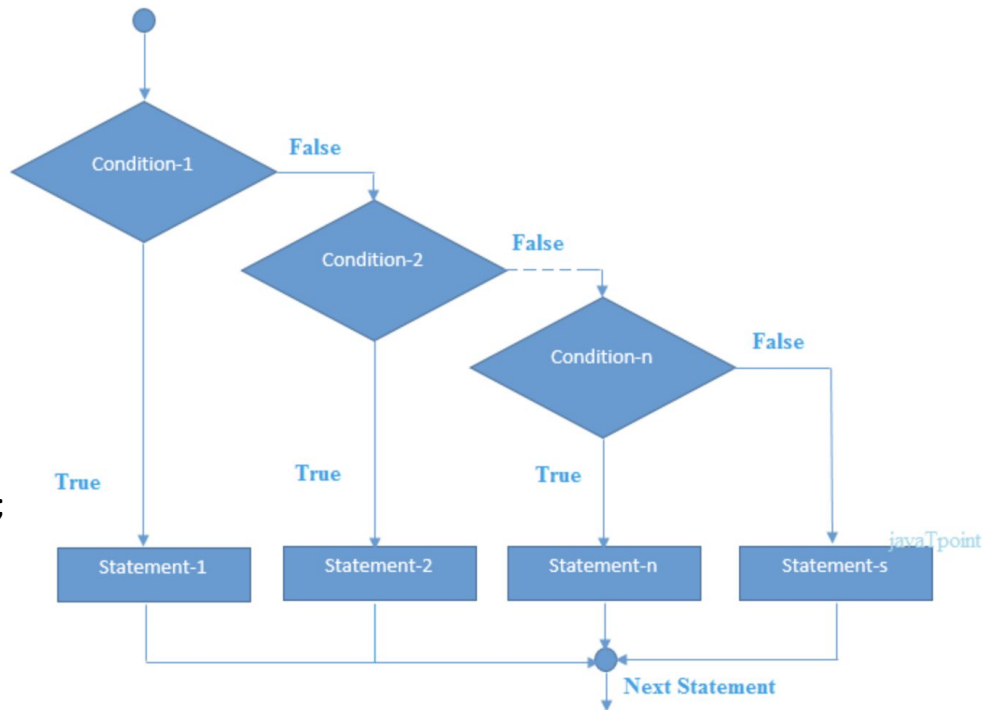 Condition-1
False
Condition-2
False
Condition-n
False
True
True
True
;
Statement-1
Statement-2
Statement-n
Statement-s
javaTpoint
Next Statement